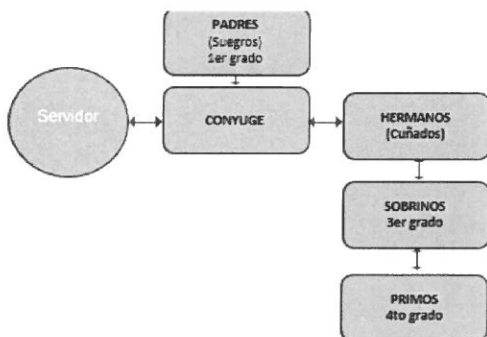 PADRES
(Suegros)
1er grado
Servidor
CONYUGE
HERMANOS
(Cuñados)
SOBRINOS
3er grado
PRIMOS
4to grado